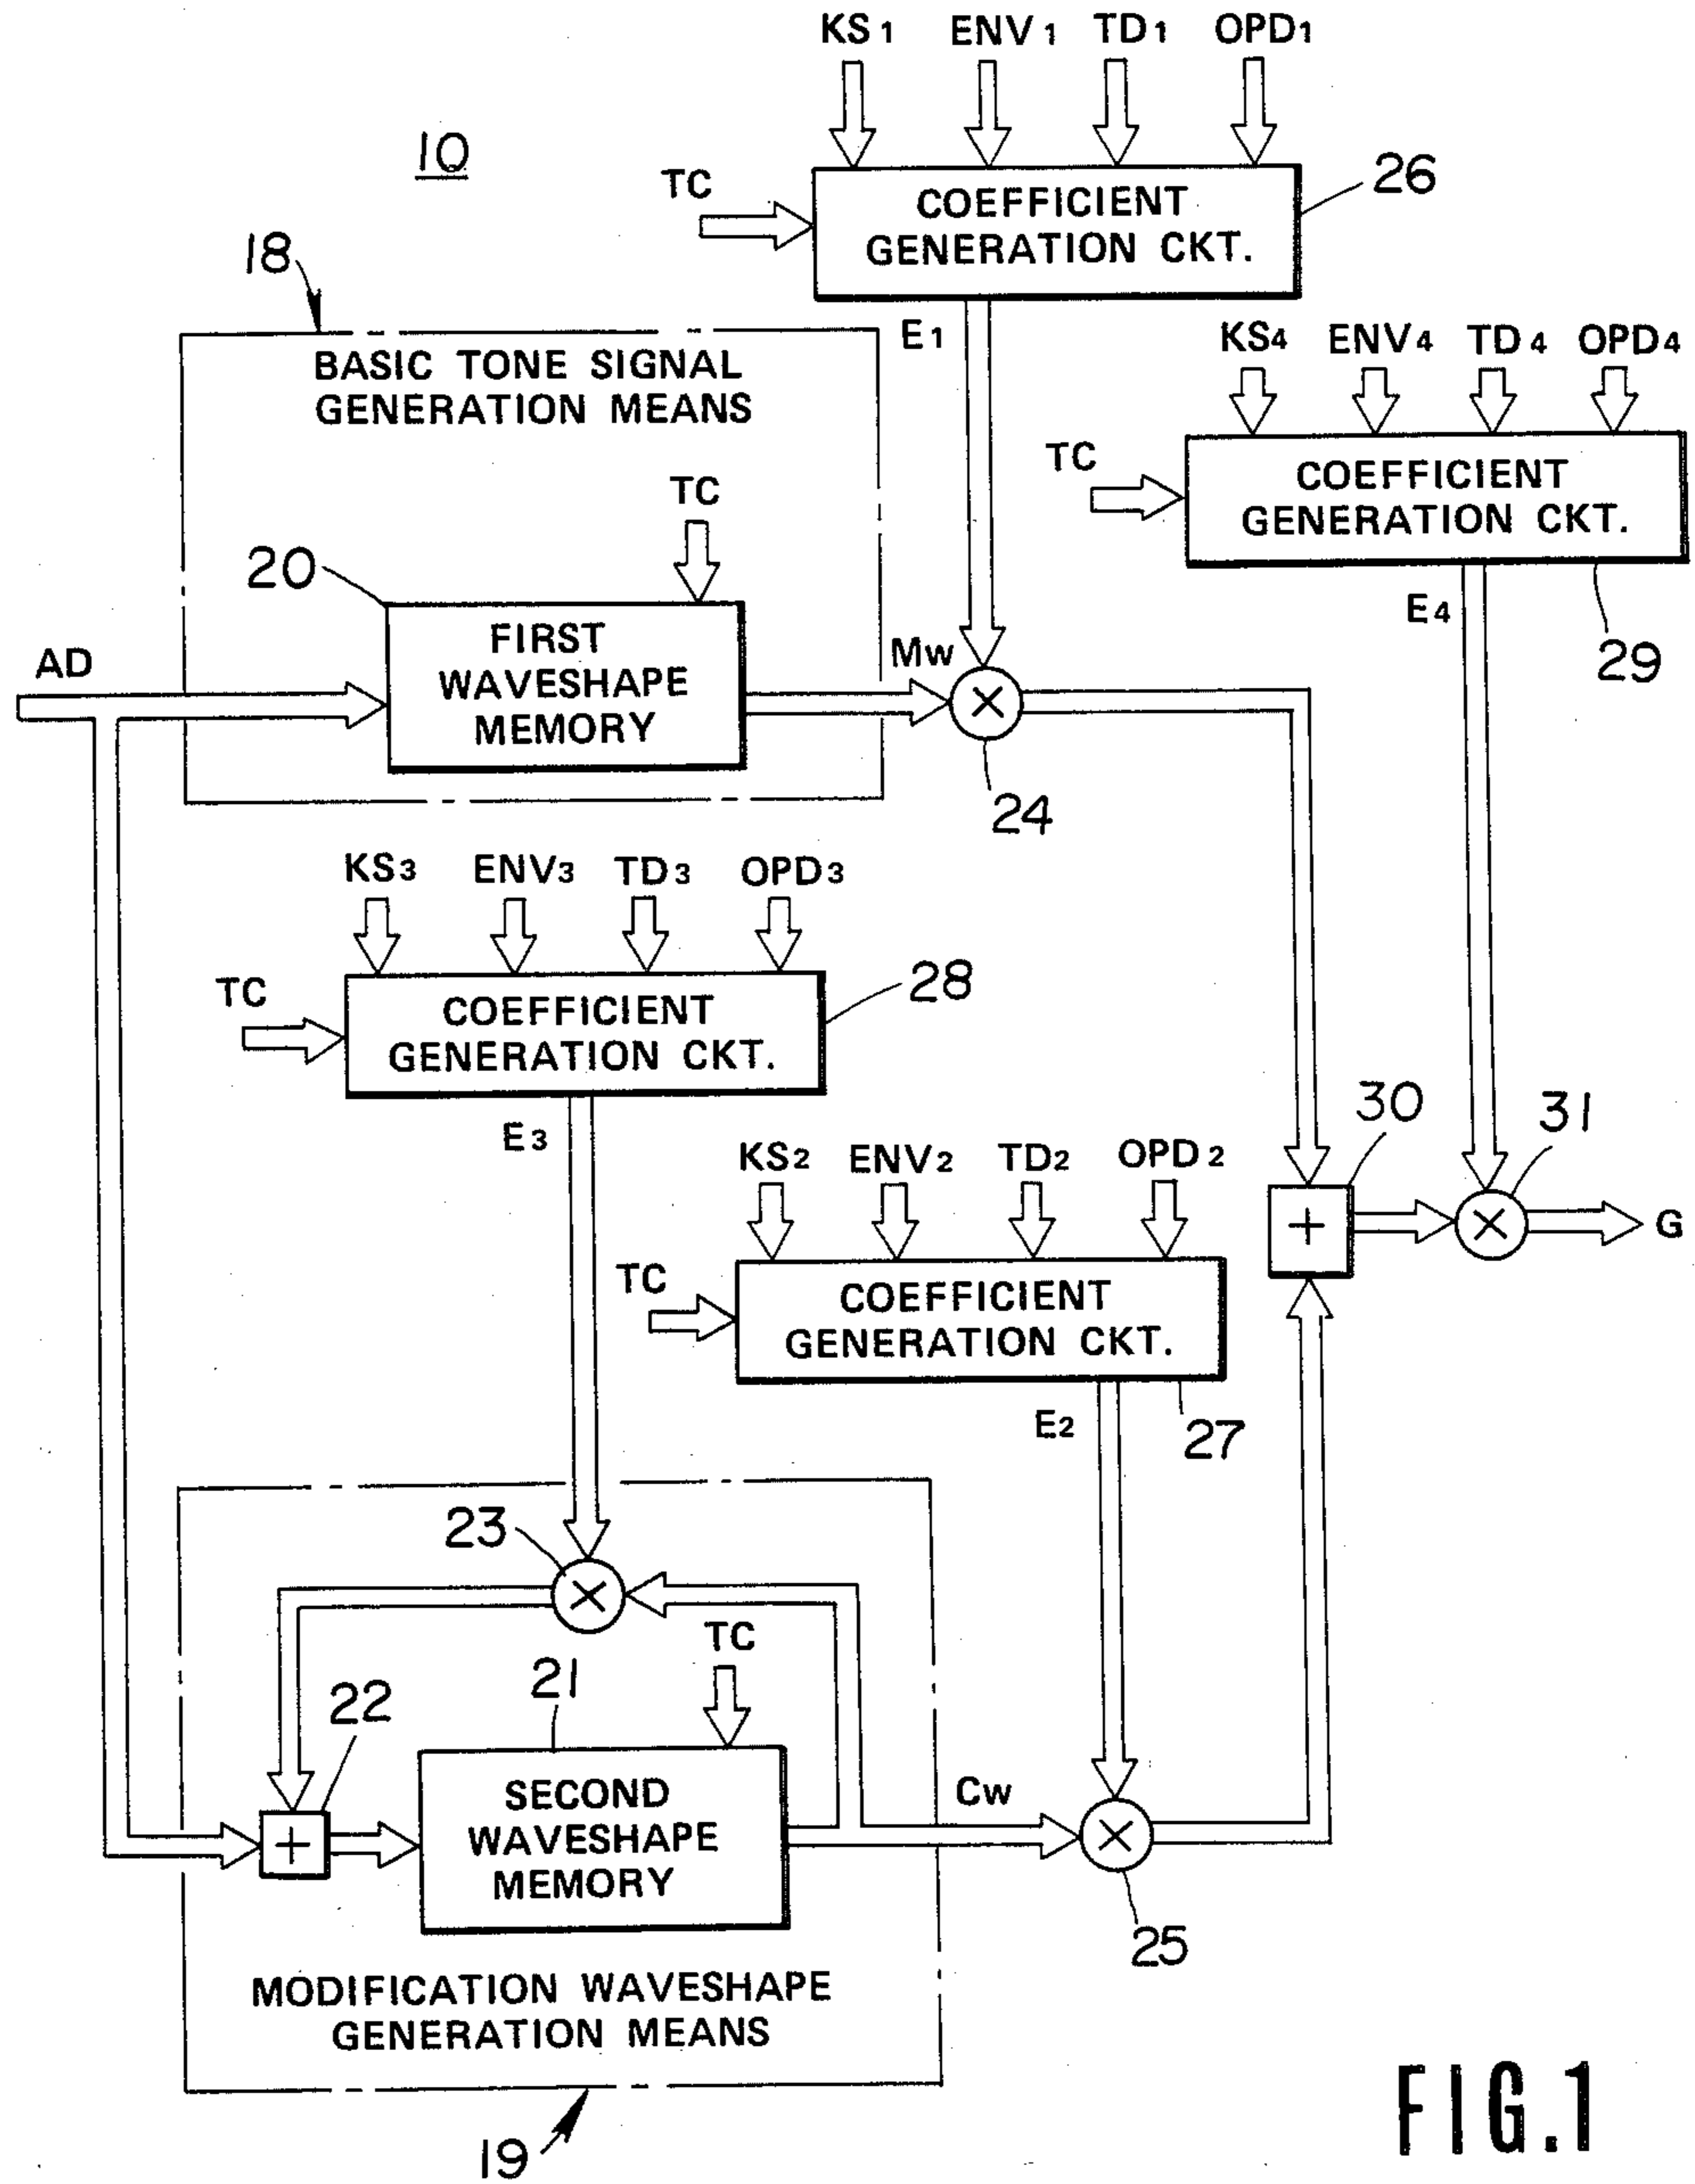 KS1 ENV1 TD1 OPD1
10
TC
COEFFICIENT
GENERATION CKT.
26
18
E1
BASIC TONE SIGNAL
GENERATION MEANS
KS4 ENV4 TD4 OPD4
TC
COEFFICIENT
GENERATION CKT.
TC
20
E4
29
AD
FIRST
WAVESHAPE
MEMORY
Mw
×
24
KS3 ENV3 TD3 OPD3
TC
COEFFICIENT
GENERATION CKT.
28
E3
30
31
KS2 ENV2 TD2 OPD2
+
×
G
TC
COEFFICIENT
GENERATION CKT.
E2
27
23
×
TC
21
22
+
SECOND
WAVESHAPE
MEMORY
Cw
×
25
MODIFICATION WAVESHAPE
GENERATION MEANS
19
FIG.1